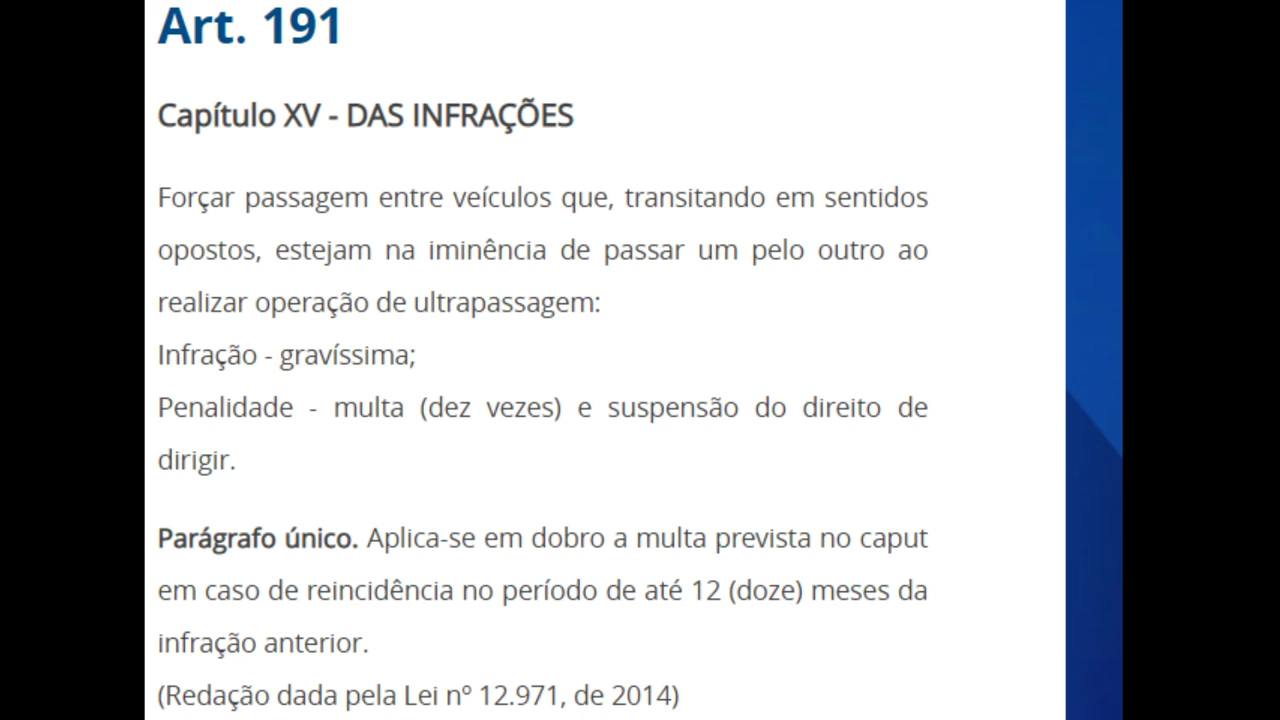 Art. 191
Capítulo XV - DAS INFRAÇÕES
Forçar passagem entre veículos que, transitando em sentidos
opostos, estejam na iminência de passar um pelo outro ao
realizar operação de ultrapassagem:
Infração - gravíssima;
Penalidade - multa (dez vezes) e suspensão do direito de
dirigir.
Parágrafo único. Aplica-se em dobro a multa prevista no caput
em caso de reincidência no período de até 12 (doze) meses da
infração anterior.
(Redação dada pela Lei nº 12.971, de 2014)